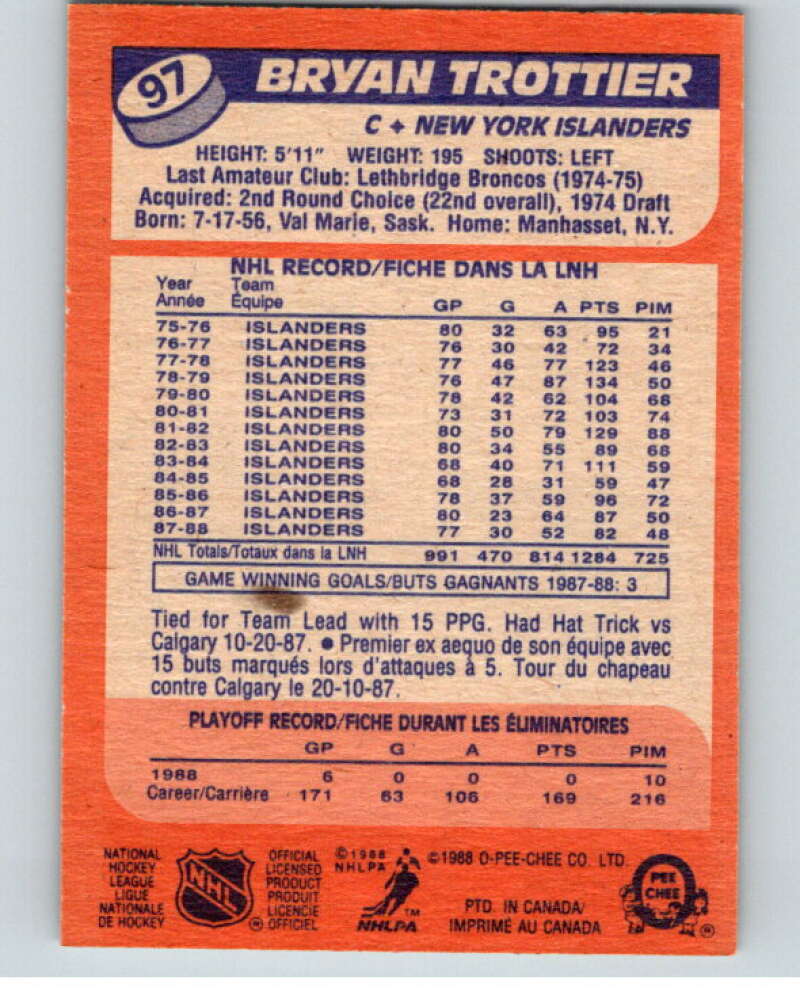 97
BRYAN TROTTIER
C ✦ NEW YORK ISLANDERS
HEIGHT: 5'11" WEIGHT: 195 SHOOTS: LEFT
Last Amateur Club: Lethbridge Broncos (1974-75)
Acquired: 2nd Round Choice (22nd overall), 1974 Draft
Born: 7-17-56, Val Marie, Sask. Home: Manhasset, N.Y.
NHL RECORD/FICHE DANS LA LNH
Year Team
Année Équipe GP G A PTS PIM
75-76 ISLANDERS 80 32 63 95 21
76-77 ISLANDERS 76 30 42 72 34
77-78 ISLANDERS 77 46 77 123 46
78-79 ISLANDERS 76 47 87 134 50
79-80 ISLANDERS 78 42 62 104 68
80-81 ISLANDERS 73 31 72 103 74
81-82 ISLANDERS 80 50 79 129 88
82-83 ISLANDERS 80 34 55 89 68
83-84 ISLANDERS 68 40 71 111 59
84-85 ISLANDERS 68 28 31 59 47
85-86 ISLANDERS 78 37 59 96 72
86-87 ISLANDERS 80 23 64 87 50
87-88 ISLANDERS 77 30 52 82 48
NHL Totals/Totaux dans la LNH 991 470 814 1284 725
GAME WINNING GOALS/BUTS GAGNANTS 1987-88: 3
Tied for Team Lead with 15 PPG. Had Hat Trick vs
Calgary 10-20-87. ● Premier ex aequo de son équipe avec
15 buts marqués lors d'attaques à 5. Tour du chapeau
contre Calgary le 20-10-87.
PLAYOFF RECORD/FICHE DURANT LES ÉLIMINATOIRES
GP G A PTS PIM
1988 6 0 0 0 10
Career/Carrière 171 63 106 169 216
NATIONAL
HOCKEY
LEAGUE
LIGUE
NATIONALE
DE HOCKEY
NHL
®
OFFICIAL
LICENSED
PRODUCT
PRODUIT
LICENCIE
OFFICIEL
©1988
NHLPA
™
NHLPA
©1988 O-PEE-CHEE CO. LTD.
PTD. IN CANADA/
IMPRIMÉ AU CANADA
PEE
CHEE
®